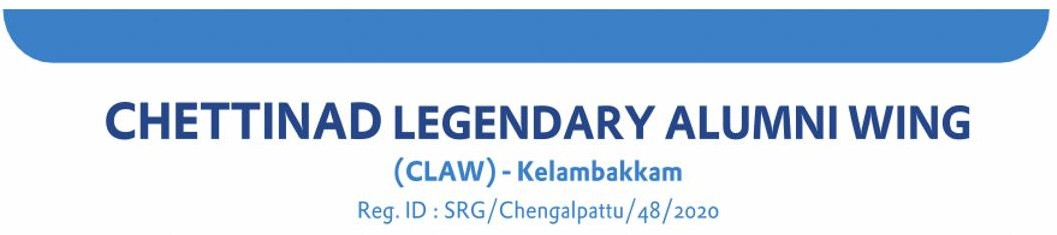 CHETTINAD LEGENDARY ALUMNI WING
(CLAW) - Kelambakkam
Reg. ID : SRG/Chengalpattu/48/2020